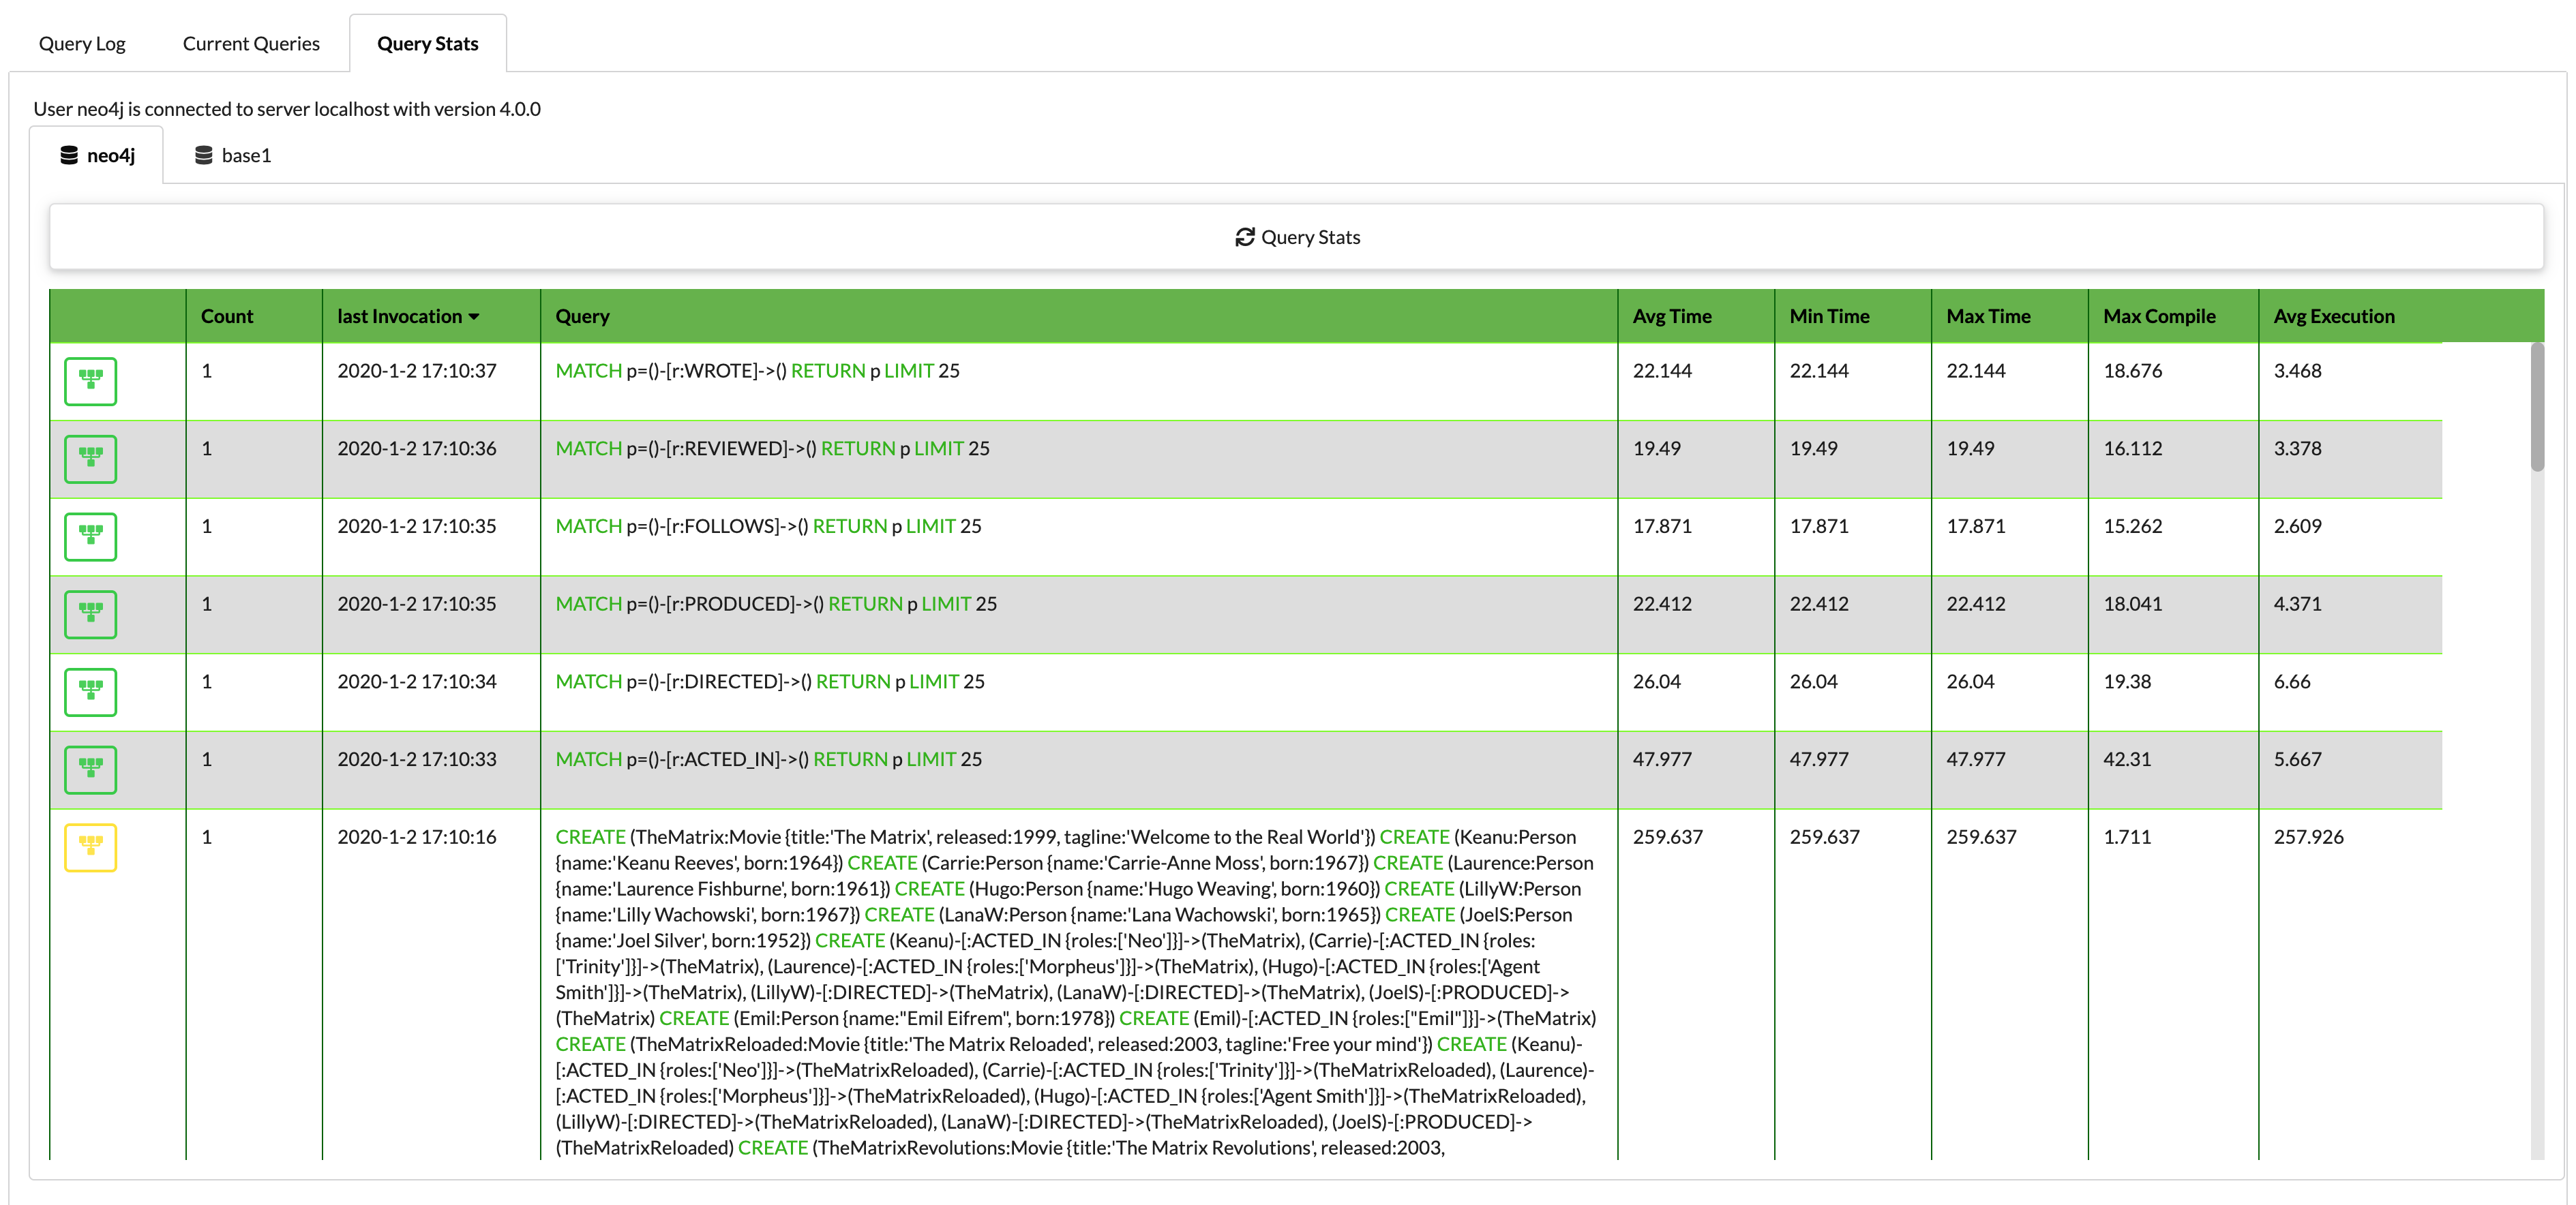 Query Log Current Queries Query Stats
User neo4j is connected to server localhost with version 4.0.0
neo4j base1
Query Stats
Count last Invocation Query Avg Time Min Time Max Time Max Compile Avg Execution
1 2020-1-2 17:10:37 MATCH p=()-[r:WROTE]->() RETURN p LIMIT 25 22.144 22.144 22.144 18.676 3.468
1 2020-1-2 17:10:36 MATCH p=()-[r:REVIEWED]->() RETURN p LIMIT 25 19.49 19.49 19.49 16.112 3.378
1 2020-1-2 17:10:35 MATCH p=()-[r:FOLLOWS]->() RETURN p LIMIT 25 17.871 17.871 17.871 15.262 2.609
1 2020-1-2 17:10:35 MATCH p=()-[r:PRODUCED]->() RETURN p LIMIT 25 22.412 22.412 22.412 18.041 4.371
1 2020-1-2 17:10:34 MATCH p=()-[r:DIRECTED]->() RETURN p LIMIT 25 26.04 26.04 26.04 19.38 6.66
1 2020-1-2 17:10:33 MATCH p=()-[r:ACTED_IN]->() RETURN p LIMIT 25 47.977 47.977 47.977 42.31 5.667
1 2020-1-2 17:10:16 CREATE (TheMatrix:Movie {title:'The Matrix', released:1999, tagline:'Welcome to the Real World'}) CREATE (Keanu:Person 259.637 259.637 259.637 1.711 257.926
{name:'Keanu Reeves', born:1964}) CREATE (Carrie:Person {name:'Carrie-Anne Moss', born:1967}) CREATE (Laurence:Person
{name:'Laurence Fishburne', born:1961}) CREATE (Hugo:Person {name:'Hugo Weaving', born:1960}) CREATE (LillyW:Person
{name:'Lilly Wachowski', born:1967}) CREATE (LanaW:Person {name:'Lana Wachowski', born:1965}) CREATE (JoelS:Person
{name:'Joel Silver', born:1952}) CREATE (Keanu)-[:ACTED_IN {roles:['Neo']}]->(TheMatrix), (Carrie)-[:ACTED_IN {roles:
['Trinity']}]->(TheMatrix), (Laurence)-[:ACTED_IN {roles:['Morpheus']}]->(TheMatrix), (Hugo)-[:ACTED_IN {roles:['Agent
Smith']}]->(TheMatrix), (LillyW)-[:DIRECTED]->(TheMatrix), (LanaW)-[:DIRECTED]->(TheMatrix), (JoelS)-[:PRODUCED]->
(TheMatrix) CREATE (Emil:Person {name:"Emil Eifrem", born:1978}) CREATE (Emil)-[:ACTED_IN {roles:["Emil"]}]->(TheMatrix)
CREATE (TheMatrixReloaded:Movie {title:'The Matrix Reloaded', released:2003, tagline:'Free your mind'}) CREATE (Keanu)-
[:ACTED_IN {roles:['Neo']}]->(TheMatrixReloaded), (Carrie)-[:ACTED_IN {roles:['Trinity']}]->(TheMatrixReloaded), (Laurence)-
[:ACTED_IN {roles:['Morpheus']}]->(TheMatrixReloaded), (Hugo)-[:ACTED_IN {roles:['Agent Smith']}]->(TheMatrixReloaded),
(LillyW)-[:DIRECTED]->(TheMatrixReloaded), (LanaW)-[:DIRECTED]->(TheMatrixReloaded), (JoelS)-[:PRODUCED]->
(TheMatrixReloaded) CREATE (TheMatrixRevolutions:Movie {title:'The Matrix Revolutions', released:2003,